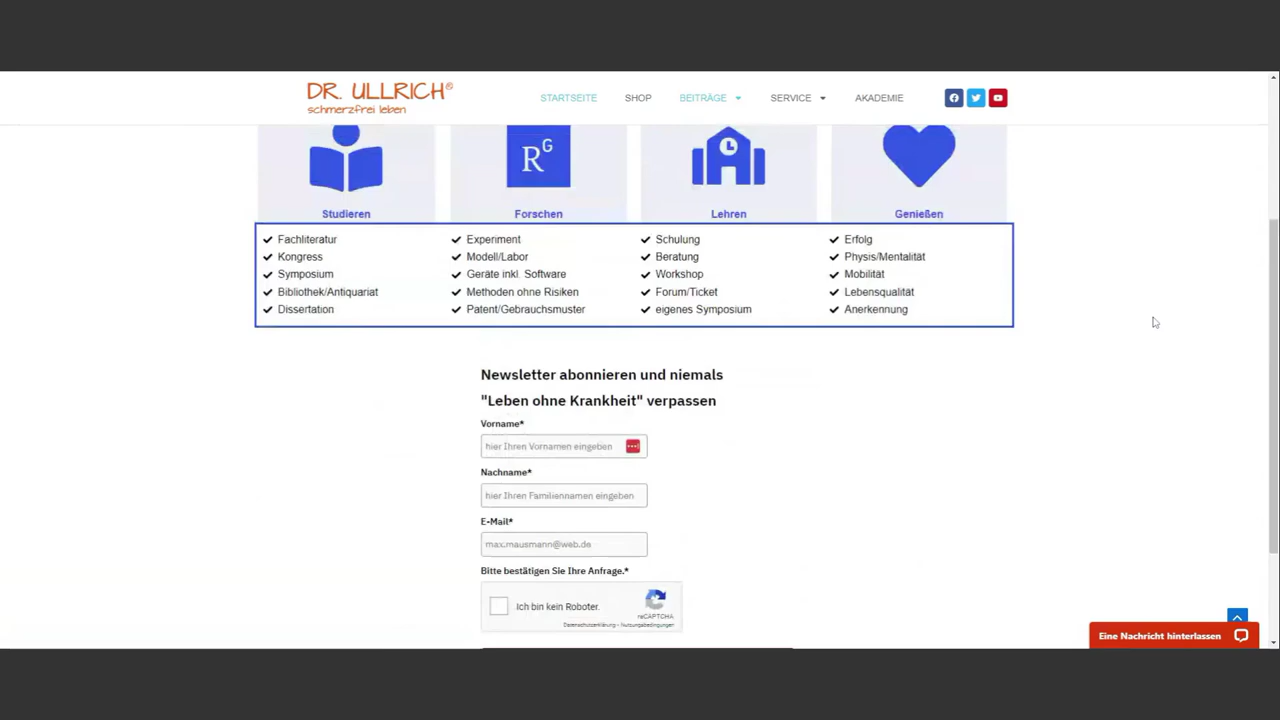 DR. ULLRICH®
schmerzfrei leben
STARTSEITE SHOP BEITRÄGE SERVICE AKADEMIE
RG
Studieren Forschen Lehren Genießen
Fachliteratur Experiment Schulung Erfolg
Kongress Modell/Labor Beratung Physis/Mentalität
Symposium Geräte inkl. Software Workshop Mobilität
Bibliothek/Antiquariat Methoden ohne Risiken Forum/Ticket Lebensqualität
Dissertation Patent/Gebrauchsmuster eigenes Symposium Anerkennung
Newsletter abonnieren und niemals
"Leben ohne Krankheit" verpassen
Vorname*
hier Ihren Vornamen eingeben
Nachname*
hier Ihren Familiennamen eingeben
E-Mail*
max.mausmann@web.de
Bitte bestätigen Sie Ihre Anfrage.*
Ich bin kein Roboter.
reCAPTCHA
Datenschutzerklärung - Nutzungsbedingungen
Eine Nachricht hinterlassen